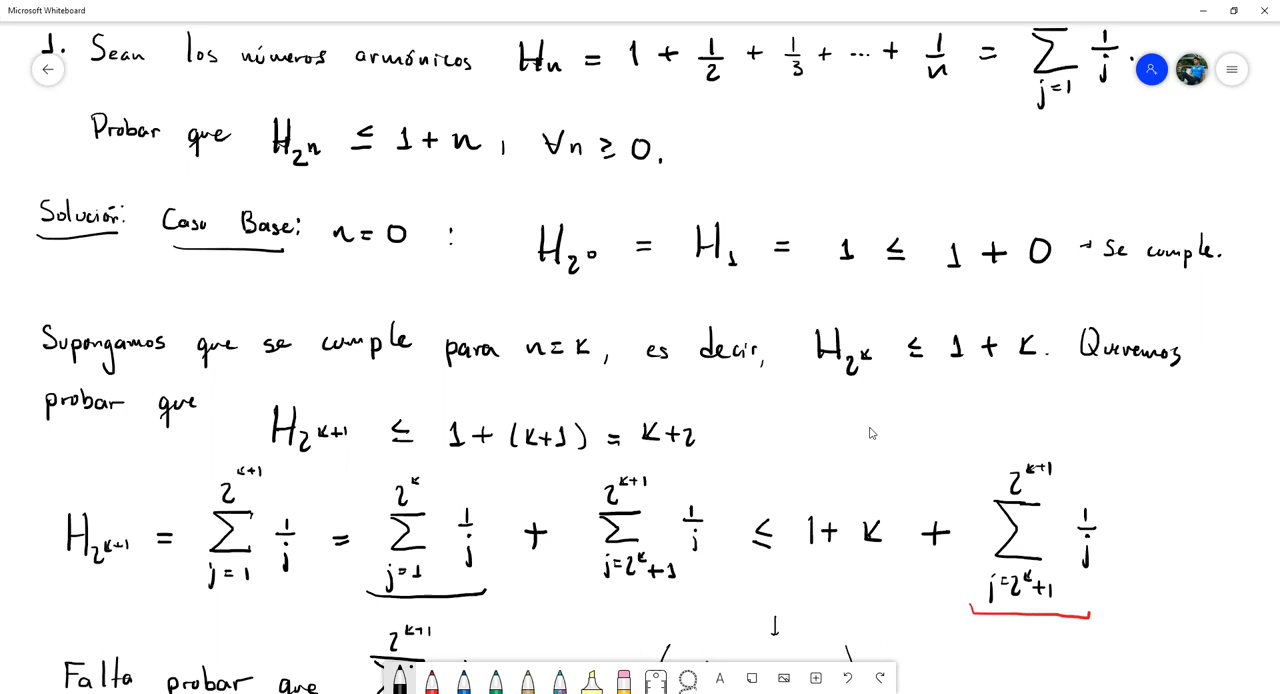 Microsoft Whiteboard
1. Sean los números armónicos Hn = 1 + 1/2 + 1/3 + ... + 1/n = Σ_{j=1} 1/j.
Probar que H_{2^n} ≤ 1 + n, ∀n ≥ 0.
Solución: Caso Base: n = 0 : H_{2^0} = H_1 = 1 ≤ 1 + 0 → se cumple.
Supongamos que se cumple para n = k, es decir, H_{2^k} ≤ 1 + k. Queremos
probar que
H_{2^{k+1}} ≤ 1 + (k+1) = k+2
H_{2^{k+1}} = Σ_{j=1}^{2^{k+1}} 1/j = Σ_{j=1}^{2^k} 1/j + Σ_{j=2^k+1}^{2^{k+1}} 1/j ≤ 1 + k + Σ_{j=2^k+1}^{2^{k+1}} 1/j
Falta probar que 2^{k+1}